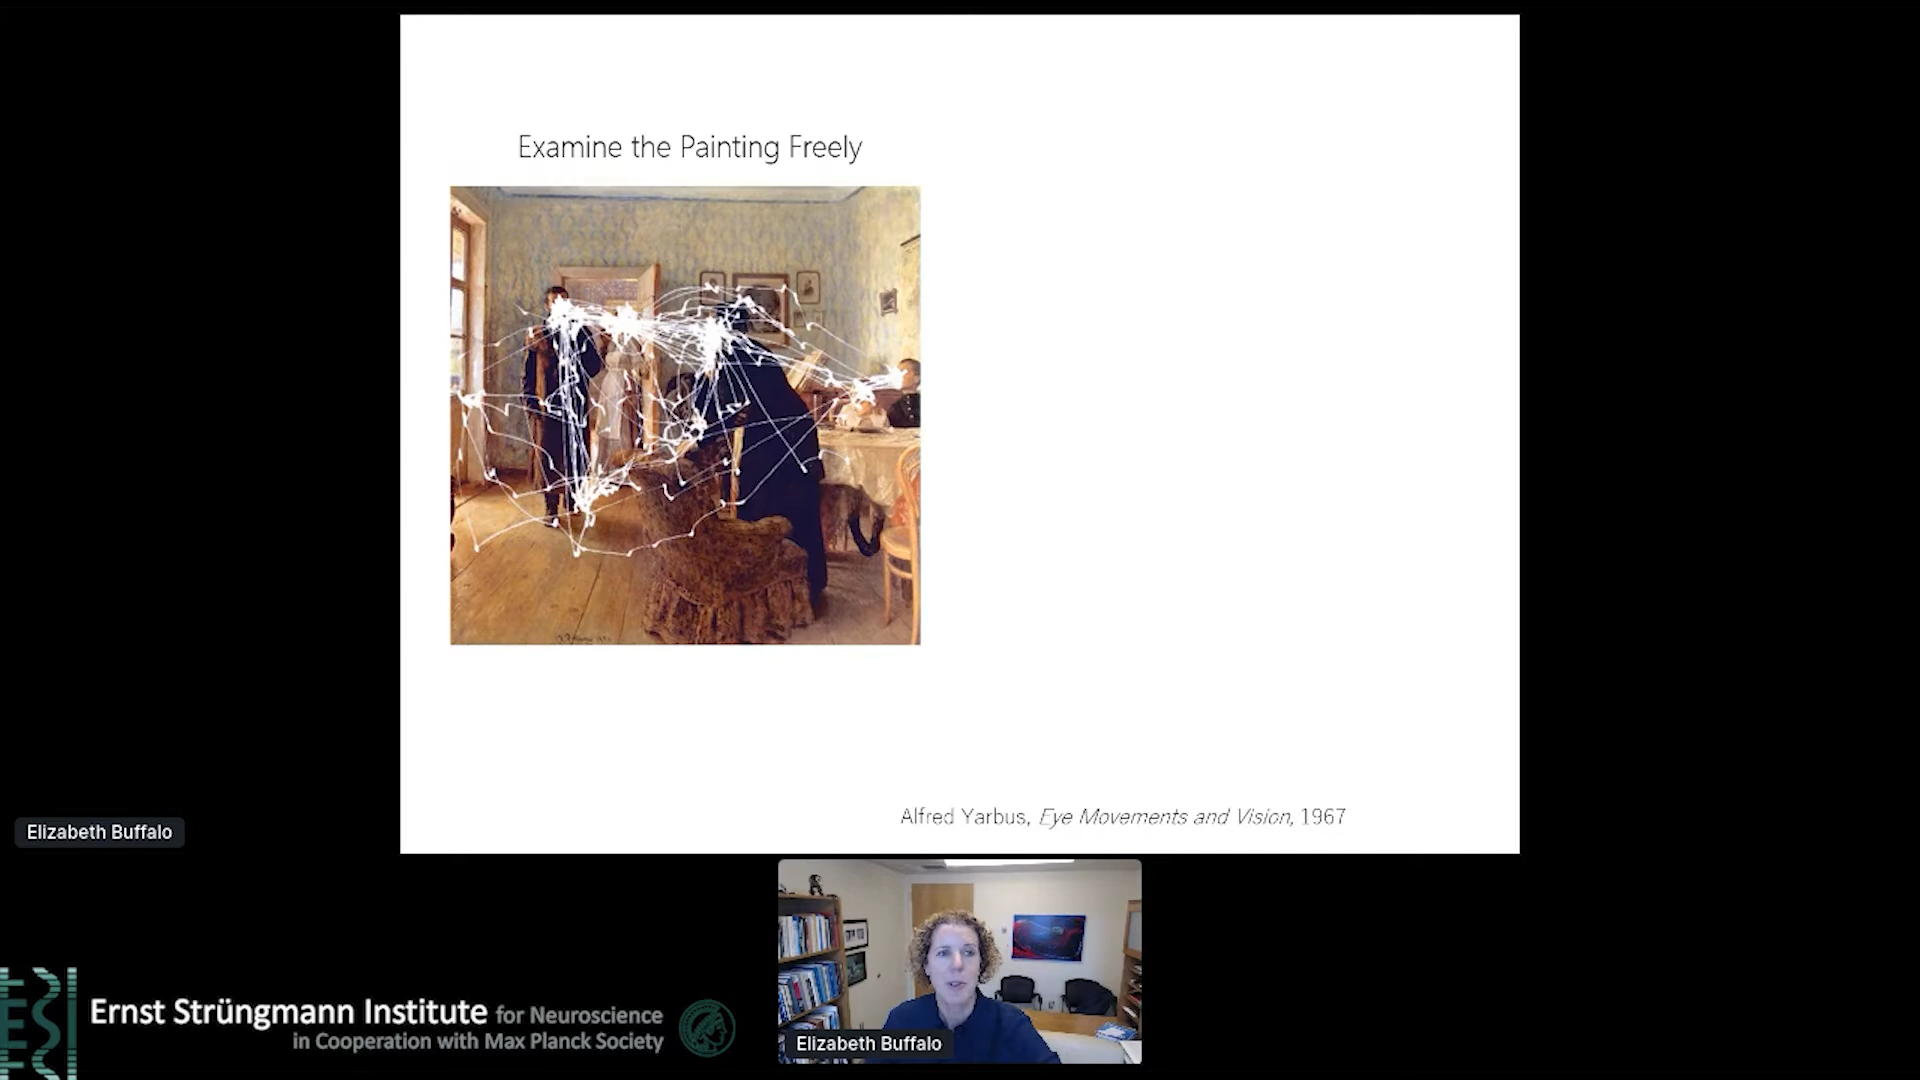 Examine the Painting Freely
Alfred Yarbus, Eye Movements and Vision, 1967
Elizabeth Buffalo
Elizabeth Buffalo
ESI
Ernst Strüngmann Institute for Neuroscience
in Cooperation with Max Planck Society